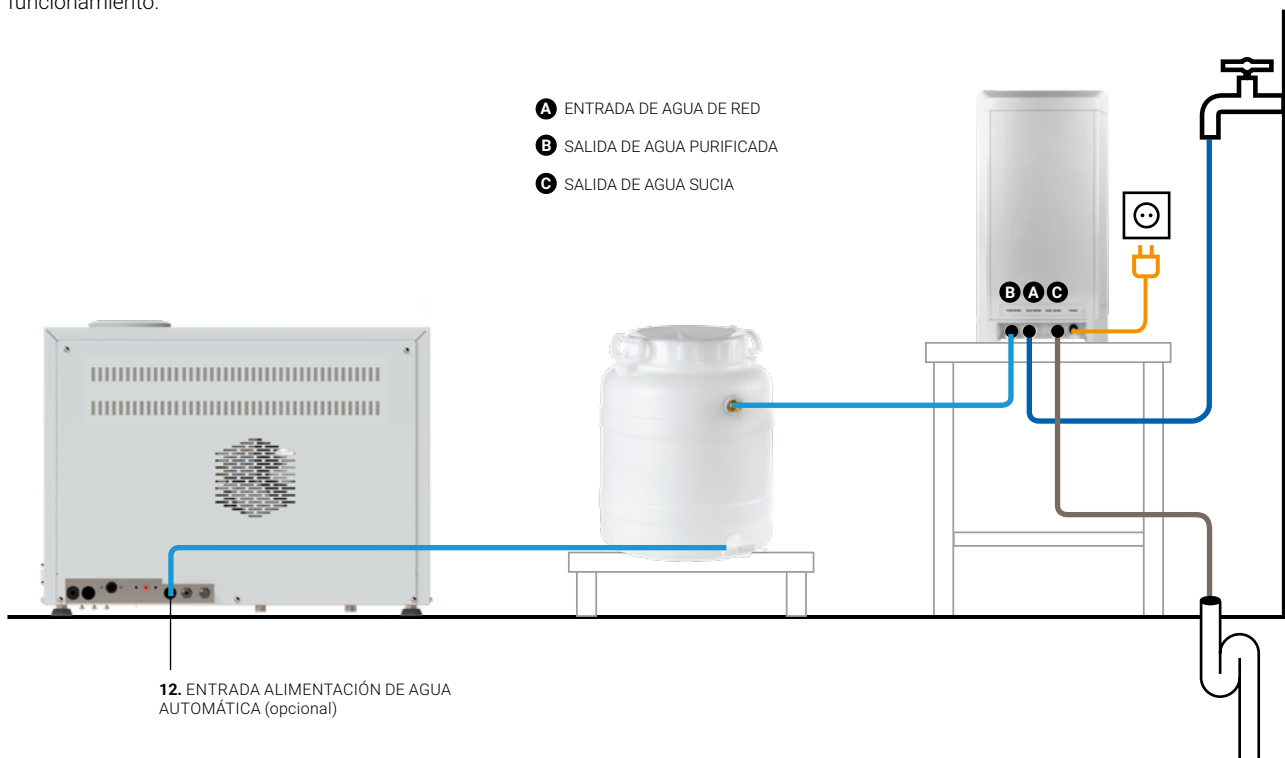 funcionamiento.
A ENTRADA DE AGUA DE RED
B SALIDA DE AGUA PURIFICADA
C SALIDA DE AGUA SUCIA
B A C
12. ENTRADA ALIMENTACIÓN DE AGUA
AUTOMÁTICA (opcional)